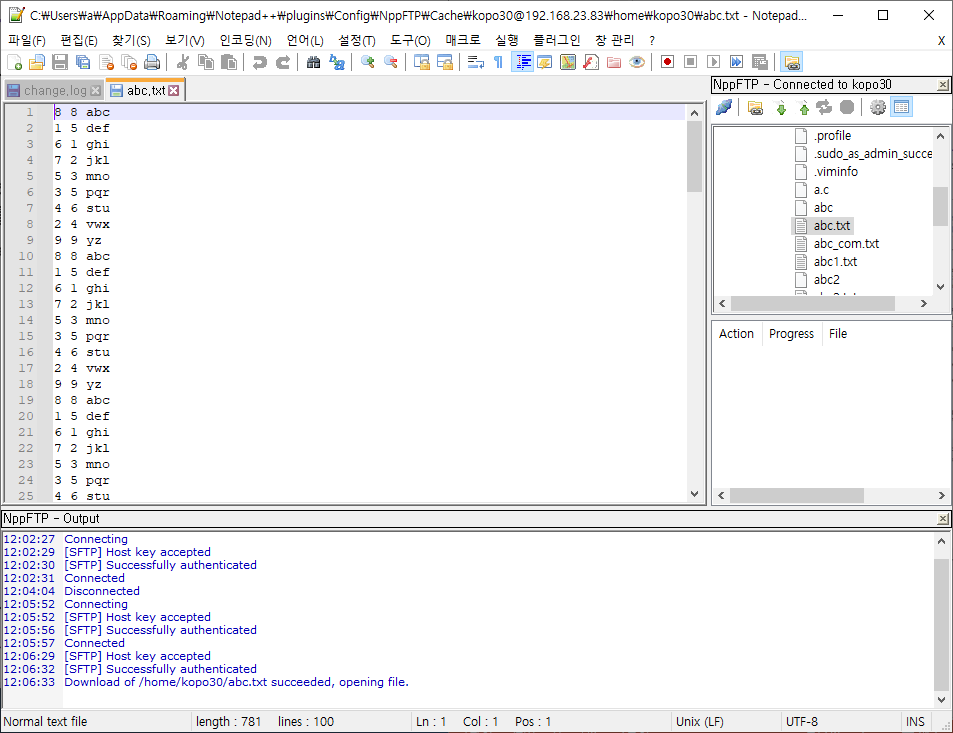 C:₩Users₩a₩AppData₩Roaming₩Notepad++₩plugins₩Config₩NppFTP₩Cache₩kopo30@192.168.23.83₩home₩kopo30₩abc.txt - Notepad...
파일(F) 편집(E) 찾기(S) 보기(V) 인코딩(N) 언어(L) 설정(T) 도구(O) 매크로 실행 플러그인 창 관리 ? X
change.log abc.txt
1 8 8 abc
2 1 5 def
3 6 1 ghi
4 7 2 jkl
5 5 3 mno
6 3 5 pqr
7 4 6 stu
8 2 4 vwx
9 9 9 yz
10 8 8 abc
11 1 5 def
12 6 1 ghi
13 7 2 jkl
14 5 3 mno
15 3 5 pqr
16 4 6 stu
17 2 4 vwx
18 9 9 yz
19 8 8 abc
20 1 5 def
21 6 1 ghi
22 7 2 jkl
23 5 3 mno
24 3 5 pqr
25 4 6 stu
NppFTP - Connected to kopo30
.profile
.sudo_as_admin_succe
.viminfo
a.c
abc
abc.txt
abc_com.txt
abc1.txt
abc2
Action Progress File
NppFTP - Output
12:02:27 Connecting
12:02:29 [SFTP] Host key accepted
12:02:30 [SFTP] Successfully authenticated
12:02:31 Connected
12:04:04 Disconnected
12:05:52 Connecting
12:05:52 [SFTP] Host key accepted
12:05:56 [SFTP] Successfully authenticated
12:05:57 Connected
12:06:29 [SFTP] Host key accepted
12:06:32 [SFTP] Successfully authenticated
12:06:33 Download of /home/kopo30/abc.txt succeeded, opening file.
Normal text file length : 781 lines : 100 Ln : 1 Col : 1 Pos : 1 Unix (LF) UTF-8 INS